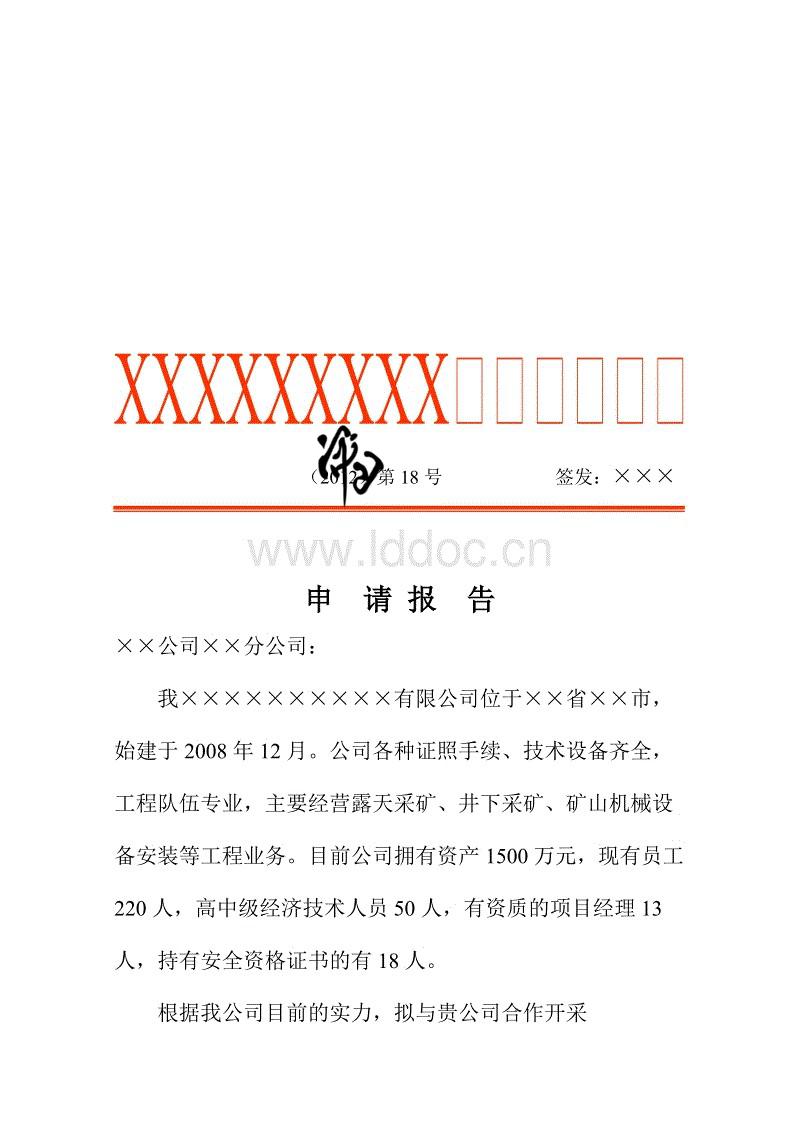 XXXXXXXXX□□□□□□
（2012）第 18 号 签发：×××
www.lddoc.cn
申 请 报 告
××公司××分公司：
我××××××××××有限公司位于××省××市，
始建于 2008 年 12 月。公司各种证照手续、技术设备齐全，
工程队伍专业，主要经营露天采矿、井下采矿、矿山机械设
备安装等工程业务。目前公司拥有资产 1500 万元，现有员工
220 人，高中级经济技术人员 50 人，有资质的项目经理 13
人，持有安全资格证书的有 18 人。
根据我公司目前的实力，拟与贵公司合作开采